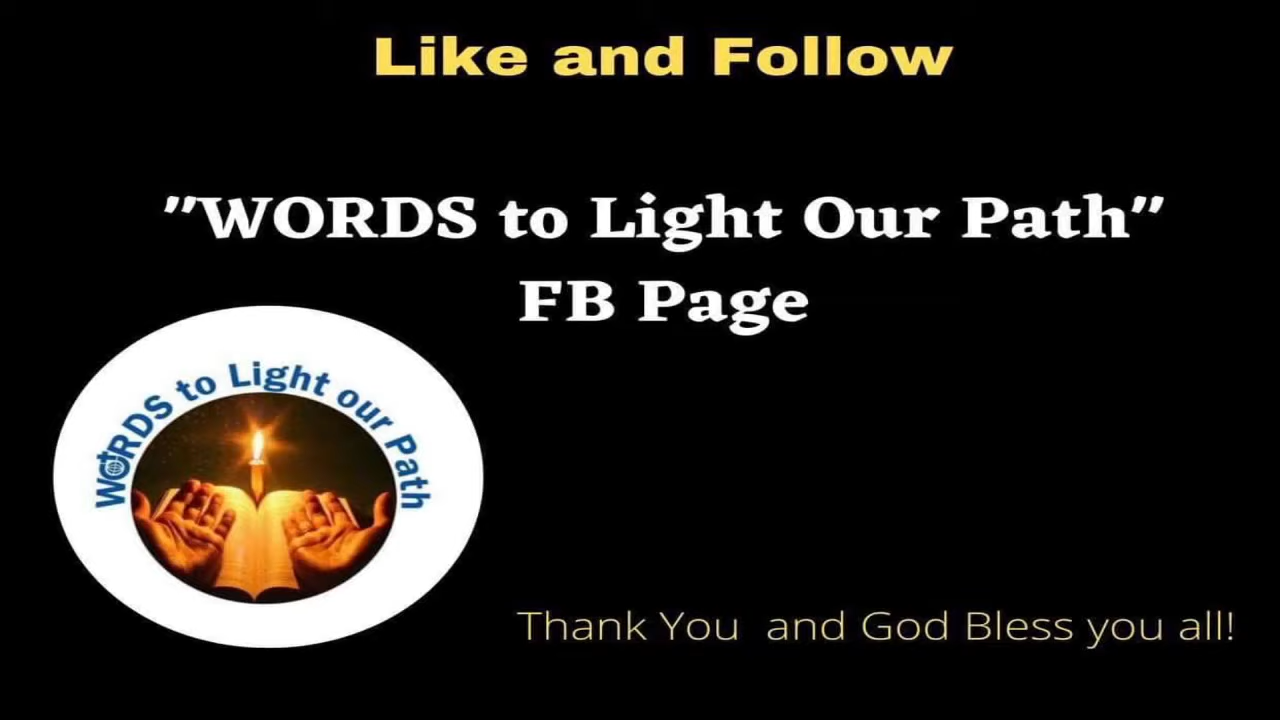 Like and Follow
"WORDS to Light Our Path"
FB Page
WORDS to Light our Path
Thank You and God Bless you all!